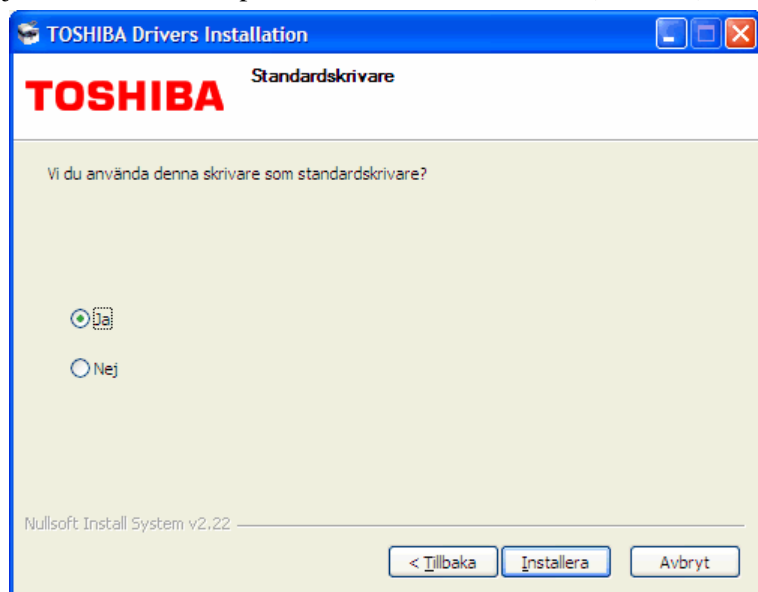 TOSHIBA Drivers Installation
TOSHIBA
Standardskrivare
Vi du använda denna skrivare som standardskrivare?
Ja
Nej
Nullsoft Install System v2.22
< Tillbaka
Installera
Avbryt